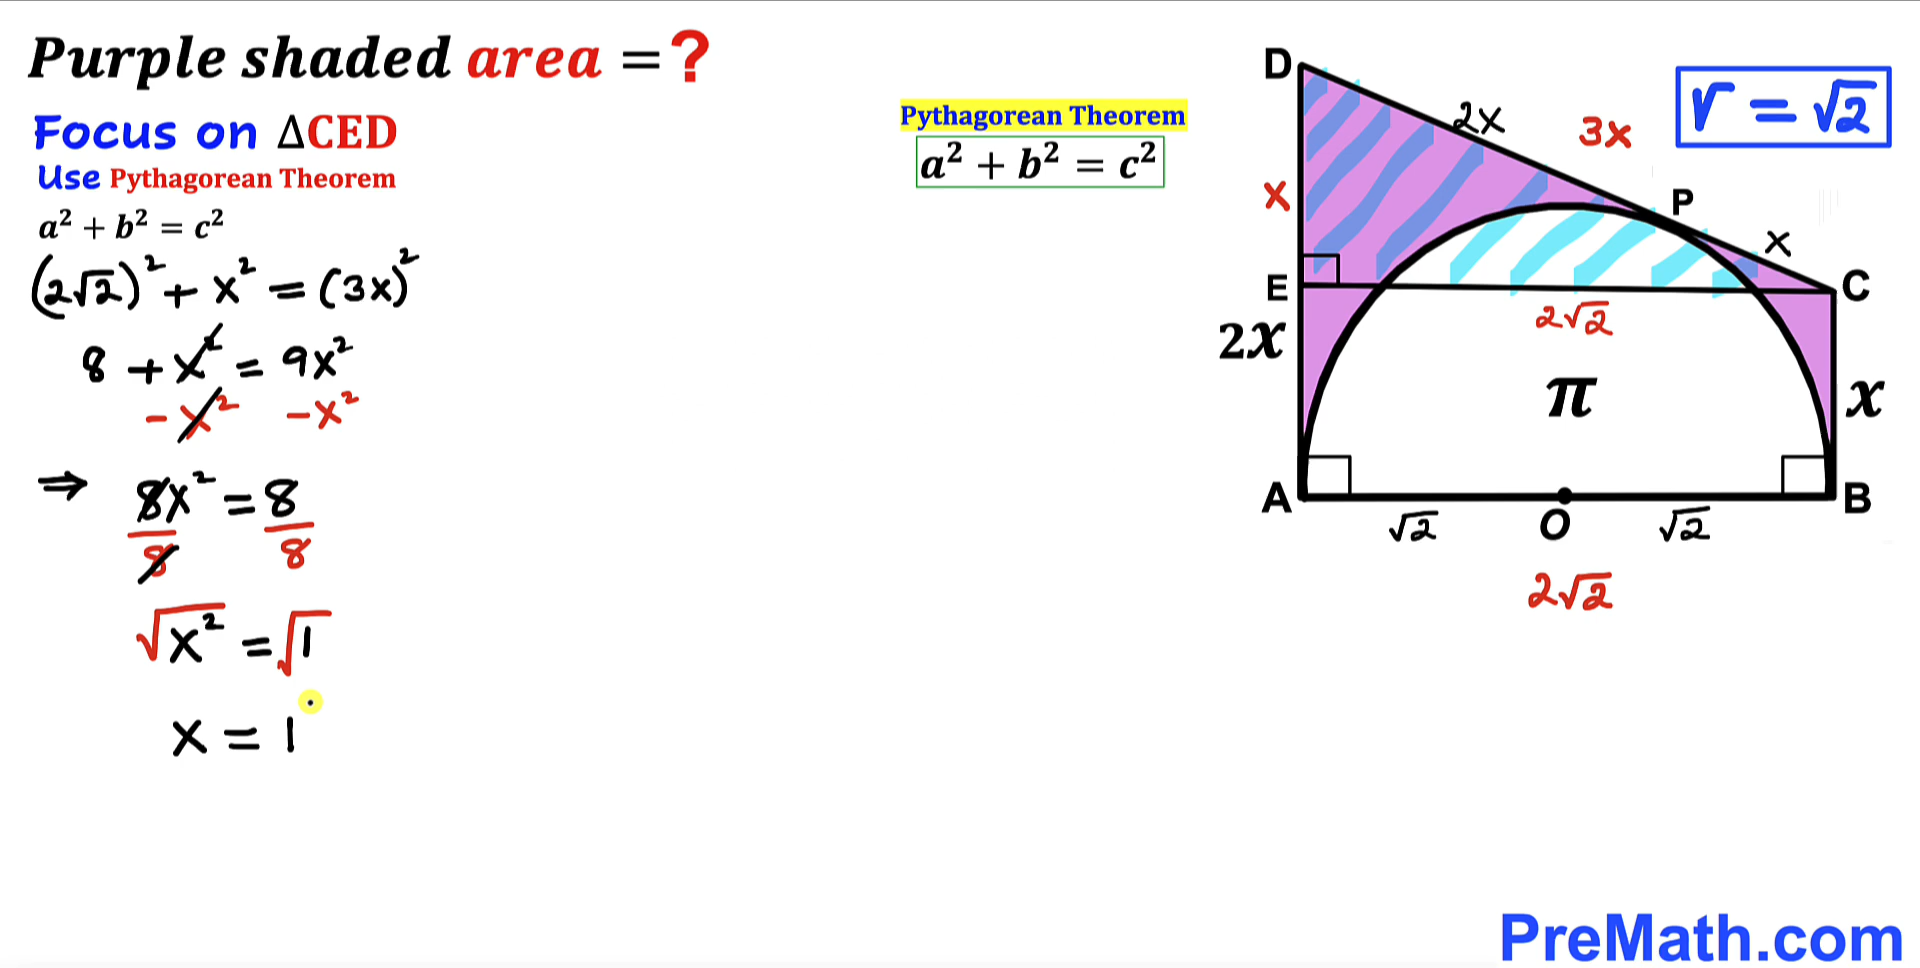 Purple shaded area = ?
Focus on ΔCED
Use Pythagorean Theorem
a² + b² = c²
(2√2)² + x² = (3x)²
8 + x² = 9x²
- x² - x²
⇒ 8x² = 8
8 8
√x² = √1
x = 1
Pythagorean Theorem
a² + b² = c²
r = √2
D
2x
3x
x
P
x
E
C
2√2
2x
π
x
A
B
√2
O
√2
2√2
PreMath.com